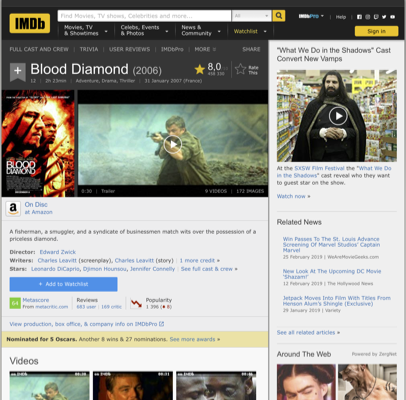 IMDb
Find Movies, TV shows, Celebrities and more...
All
IMDbPro
Help
Movies, TV & Showtimes
Celebs, Events & Photos
News & Community
Watchlist
Sign in
FULL CAST AND CREW | TRIVIA | USER REVIEWS | IMDbPro | MORE
SHARE
Blood Diamond (2006)
12 | 2h 23min | Adventure, Drama, Thriller | 31 January 2007 (France)
8,0
Rate This
BLOOD DIAMOND
0:30 | Trailer
9 VIDEOS | 172 IMAGES
On Disc
at Amazon
A fisherman, a smuggler, and a syndicate of businessmen match wits over the possession of a priceless diamond.
Director: Edward Zwick
Writers: Charles Leavitt (screenplay), Charles Leavitt (story) | 1 more credit »
Stars: Leonardo DiCaprio, Djimon Hounsou, Jennifer Connelly | See full cast & crew »
+ Add to Watchlist
64
Metascore
From metacritic.com
Reviews
683 user | 169 critic
Popularity
View production, box office, & company info on IMDbPro
Nominated for 5 Oscars. Another 8 wins & 27 nominations. See more awards »
Videos
"What We Do in the Shadows" Cast Convert New Vamps
At the SXSW Film Festival the "What We Do in the Shadows" cast reveal who they want to guest star on the show.
Watch now »
Related News
Win Passes To The St. Louis Advance Screening Of Marvel Studios' Captain Marvel
25 February 2019 | WeAreMovieGeeks.com
New Look At The Upcoming DC Movie 'Shazam!'
12 February 2019 | The Hollywood News
Jetpack Moves Into Film With Titles From Henson Alum's Shingle (Exclusive)
29 January 2019 | Variety
See all related articles »
Around The Web
Powered by ZergNet